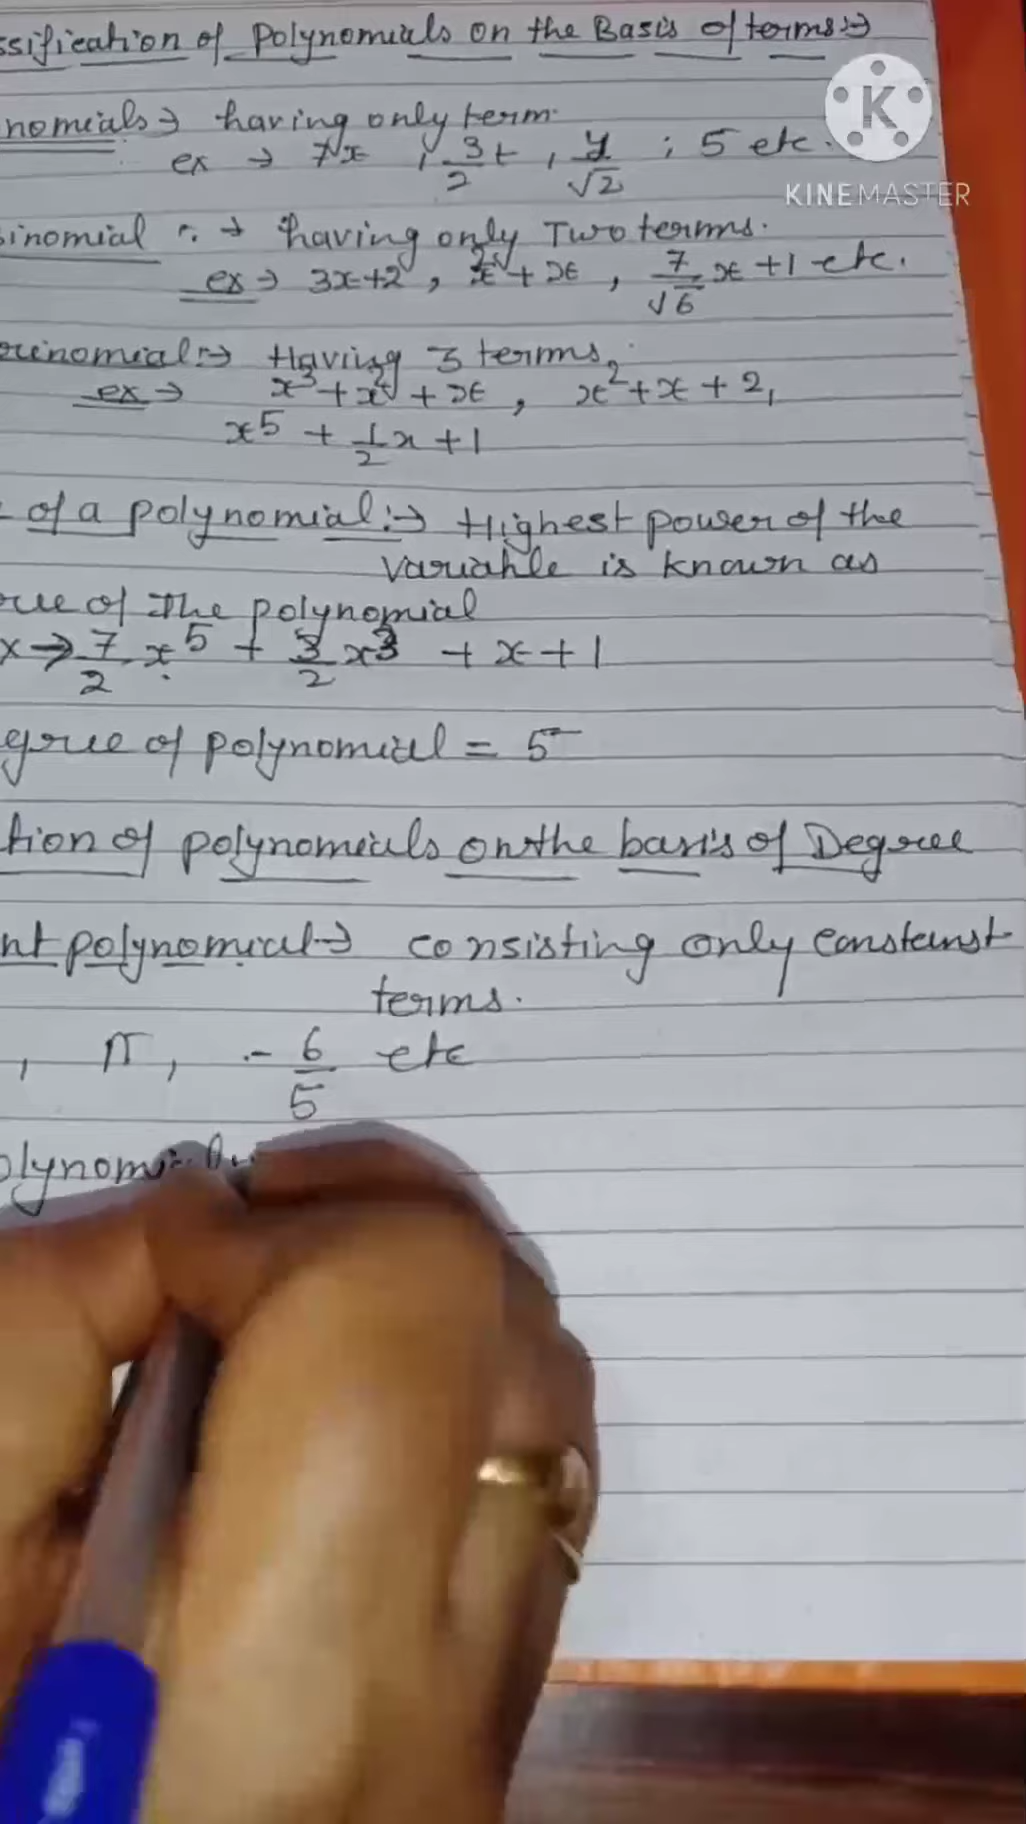 ssification of Polynomials on the Basis of terms:→
K
KINEMASTER
nomials→ having only term.
ex → 7x , 3/2 t , y/√2 ; 5 etc.
inomial :→ having only Two terms.
ex → 3x+2 , x² + x , 7/√6 x +1 etc.
rinomial:→ Having 3 terms.
ex → x³ + x² + x , x² + x + 2,
x⁵ + 1/2 x + 1
of a polynomial:→ Highest power of the
variable is known as
ree of The polynomial
x → 7/2 x⁵ + 3/2 x³ + x + 1
egree of polynomial = 5
tion of polynomials on the basis of Degree
nt polynomial→ consisting only constant
terms.
, π, - 6/5 etc
olynomial